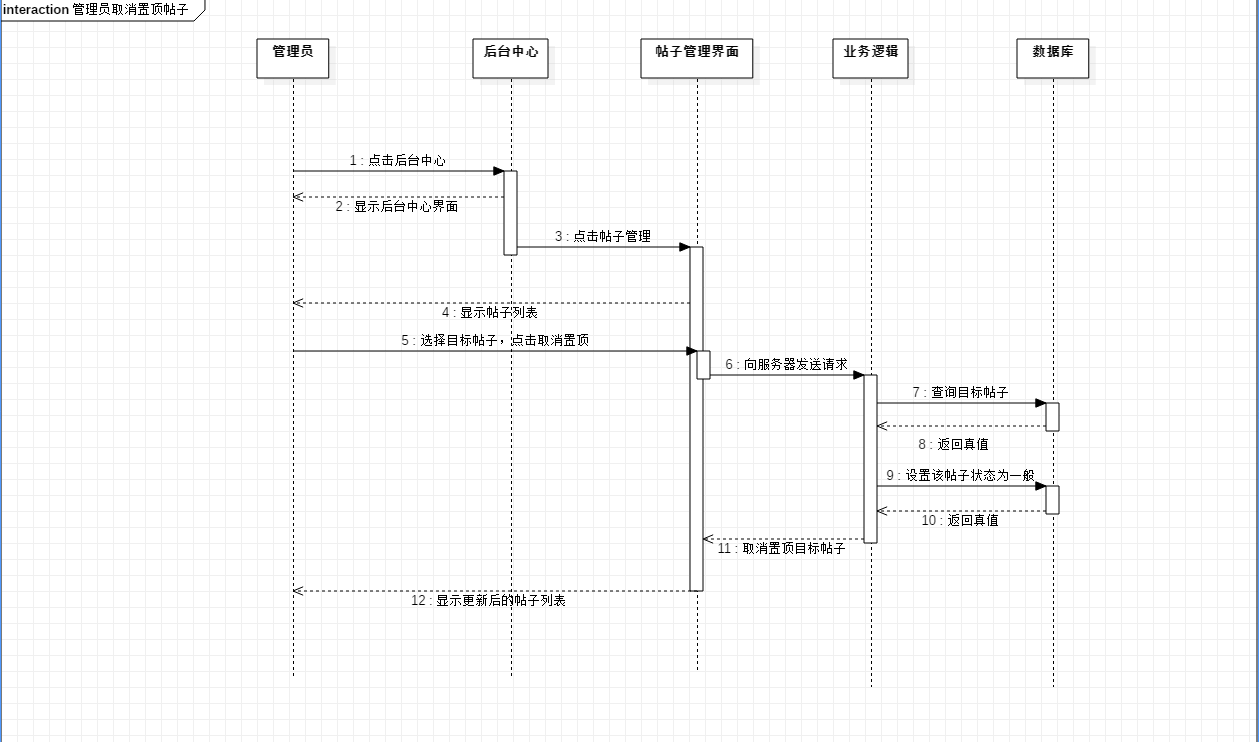 interaction 管理员取消置顶帖子
管理员
后台中心
帖子管理界面
业务逻辑
数据库
1 : 点击后台中心
2 : 显示后台中心界面
3 : 点击帖子管理
4 : 显示帖子列表
5 : 选择目标帖子，点击取消置顶
6 : 向服务器发送请求
7 : 查询目标帖子
8 : 返回真值
9 : 设置该帖子状态为一般
10 : 返回真值
11 : 取消置顶目标帖子
12 : 显示更新后的帖子列表